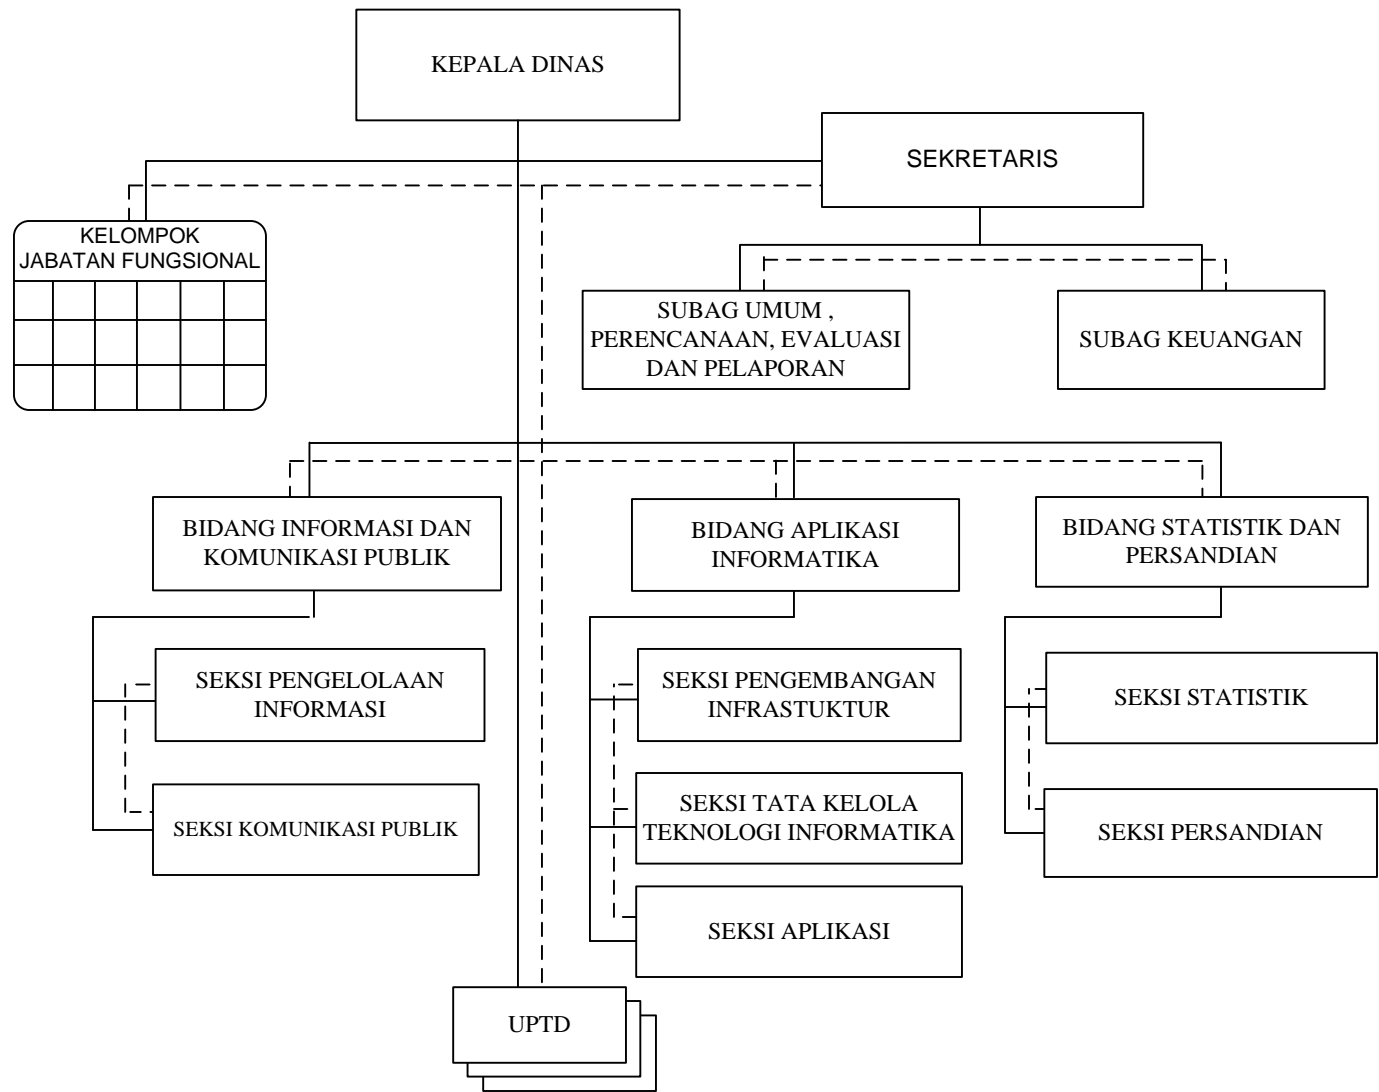 KEPALA DINAS
SEKRETARIS
KELOMPOK
JABATAN FUNGSIONAL
SUBAG UMUM ,
PERENCANAAN, EVALUASI
DAN PELAPORAN
SUBAG KEUANGAN
BIDANG INFORMASI DAN
KOMUNIKASI PUBLIK
BIDANG APLIKASI
INFORMATIKA
BIDANG STATISTIK DAN
PERSANDIAN
SEKSI PENGELOLAAN
INFORMASI
SEKSI PENGEMBANGAN
INFRASTUKTUR
SEKSI STATISTIK
SEKSI KOMUNIKASI PUBLIK
SEKSI TATA KELOLA
TEKNOLOGI INFORMATIKA
SEKSI PERSANDIAN
SEKSI APLIKASI
UPTD